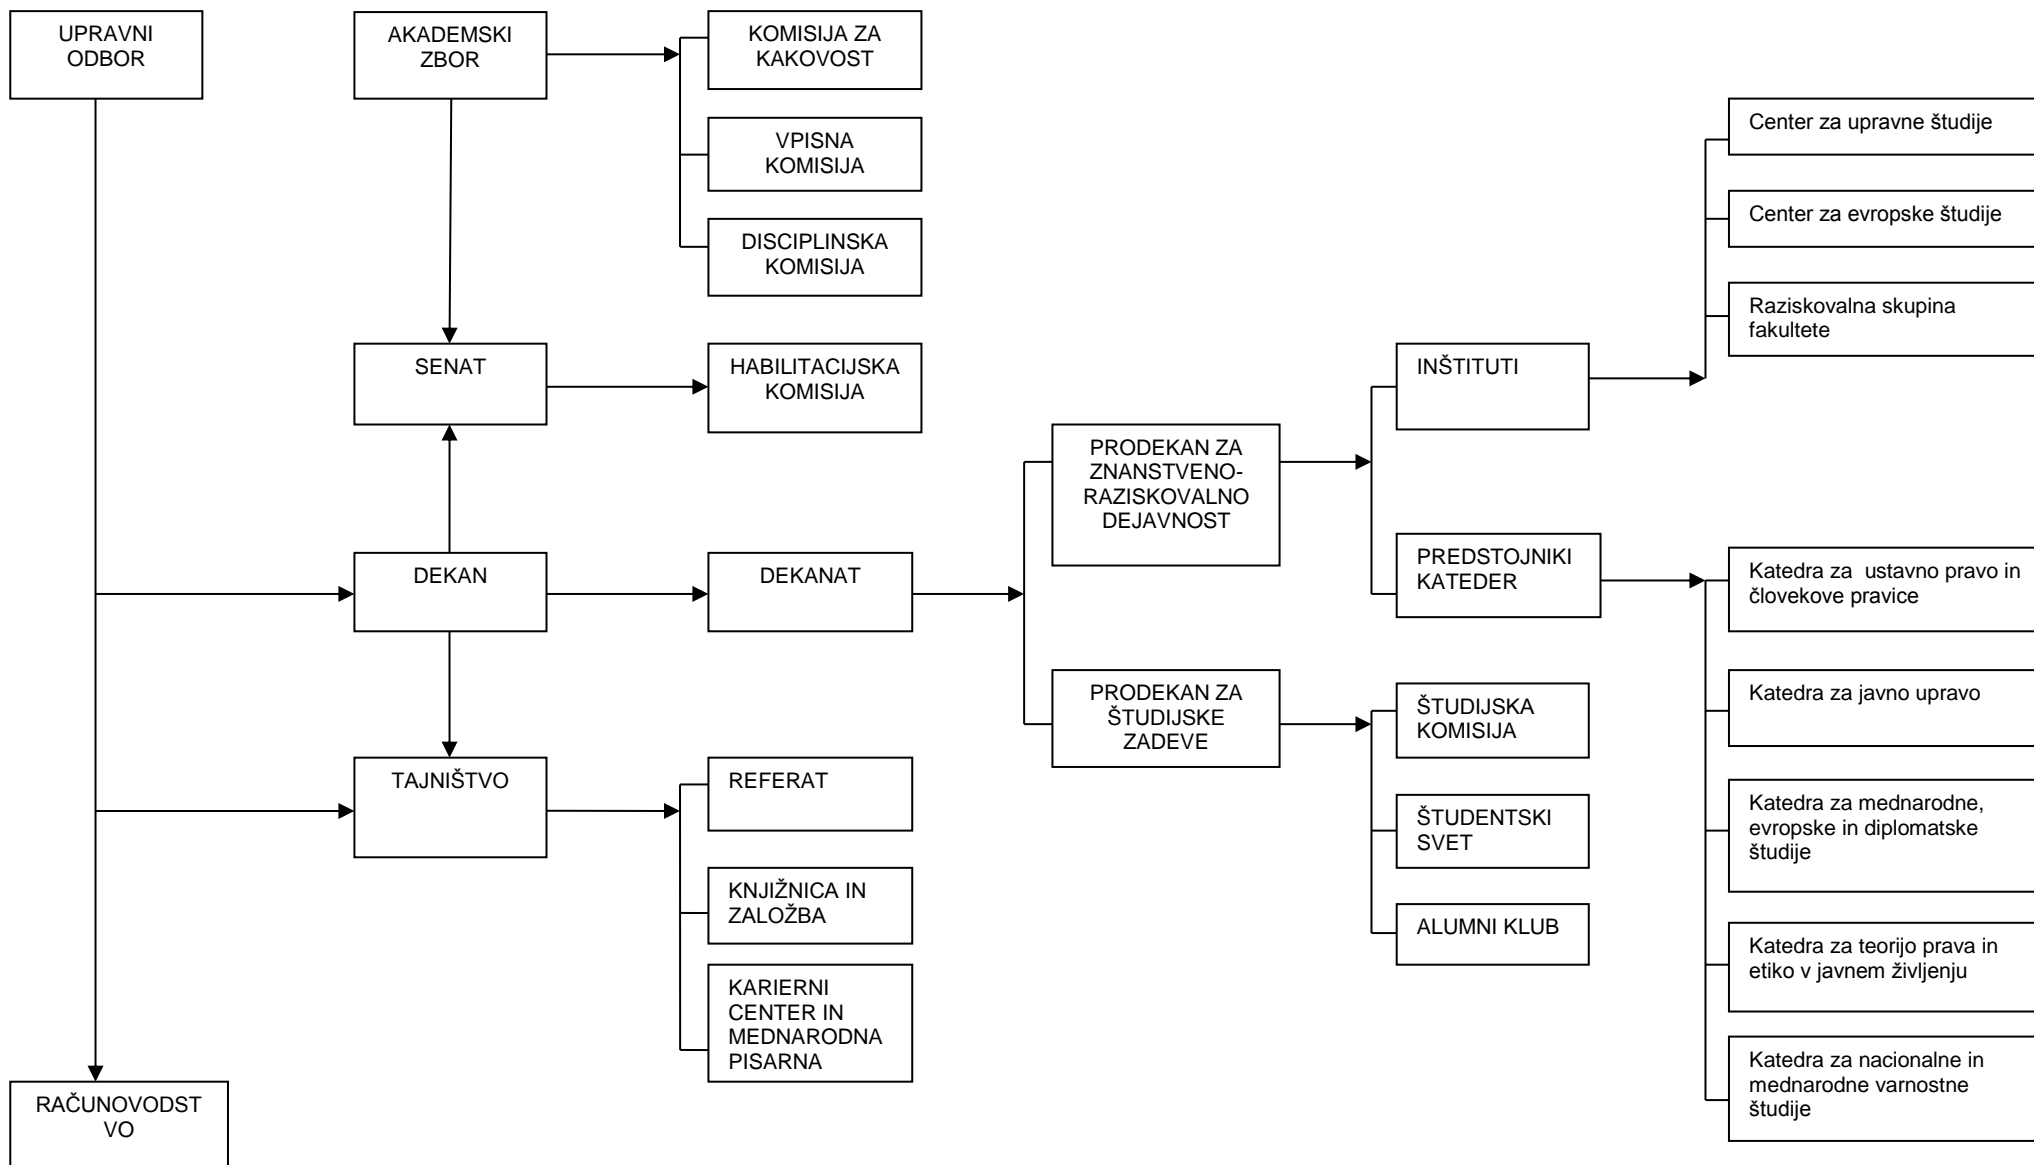 UPRAVNI
ODBOR
AKADEMSKI
ZBOR
KOMISIJA ZA
KAKOVOST
VPISNA
KOMISIJA
DISCIPLINSKA
KOMISIJA
SENAT
HABILITACIJSKA
KOMISIJA
DEKAN
DEKANAT
TAJNIŠTVO
REFERAT
KNJIŽNICA IN
ZALOŽBA
KARIERNI
CENTER IN
MEDNARODNA
PISARNA
RAČUNOVODST
VO
PRODEKAN ZA
ZNANSTVENO-
RAZISKOVALNO
DEJAVNOST
PRODEKAN ZA
ŠTUDIJSKE
ZADEVE
INŠTITUTI
PREDSTOJNIKI
KATEDER
ŠTUDIJSKA
KOMISIJA
ŠTUDENTSKI
SVET
ALUMNI KLUB
Center za upravne študije
Center za evropske študije
Raziskovalna skupina
fakultete
Katedra za  ustavno pravo in
človekove pravice
Katedra za javno upravo
Katedra za mednarodne,
evropske in diplomatske
študije
Katedra za teorijo prava in
etiko v javnem življenju
Katedra za nacionalne in
mednarodne varnostne
študije